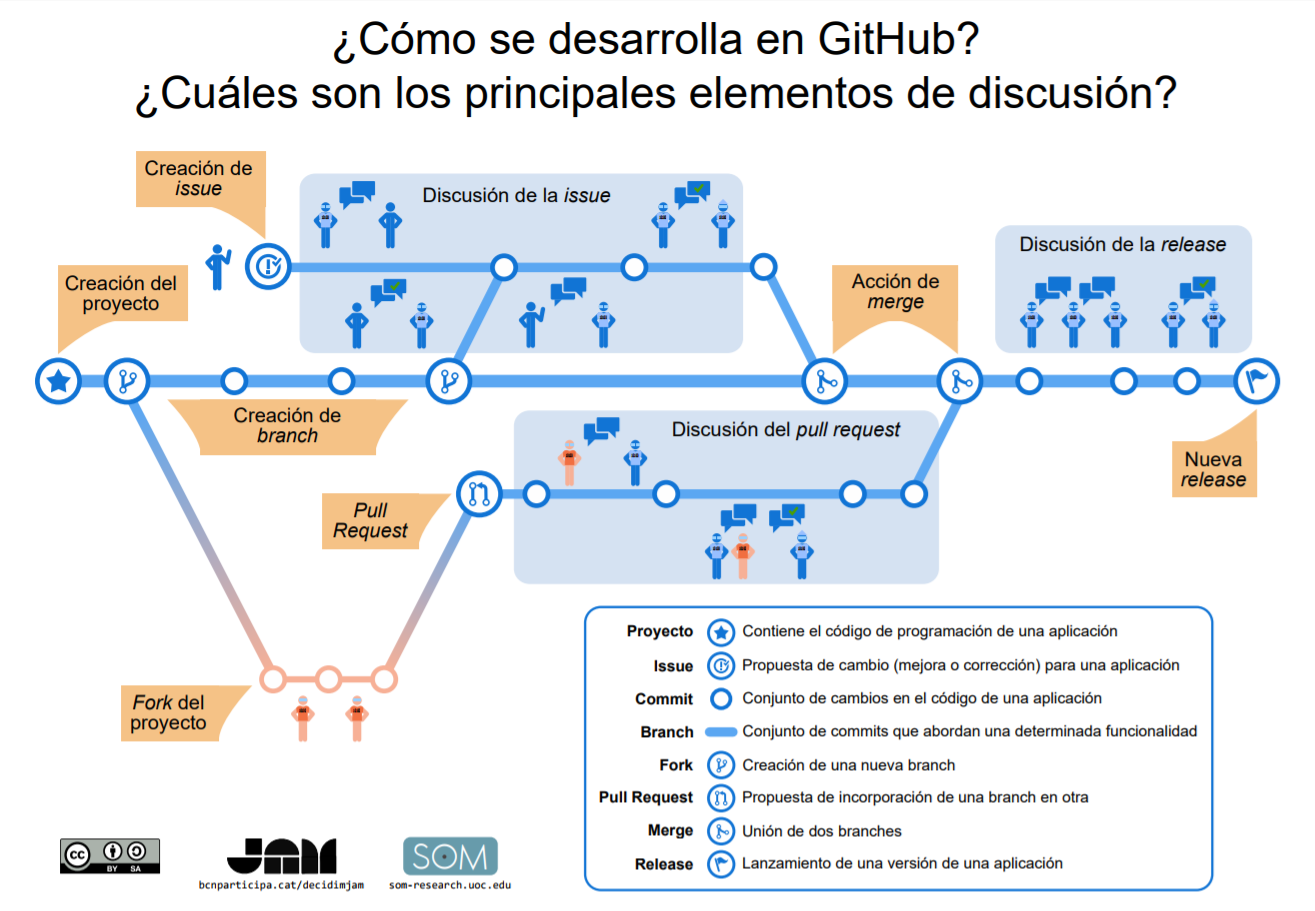 ¿Cómo se desarrolla en GitHub?
¿Cuáles son los principales elementos de discusión?
Creación de
issue
Discusión de la issue
Discusión de la release
Creación del
proyecto
Acción de
merge
Creación de
branch
Discusión del pull request
Nueva
release
Pull
Request
Fork del
proyecto
Proyecto Contiene el código de programación de una aplicación
Issue Propuesta de cambio (mejora o corrección) para una aplicación
Commit Conjunto de cambios en el código de una aplicación
Branch Conjunto de commits que abordan una determinada funcionalidad
Fork Creación de una nueva branch
Pull Request Propuesta de incorporación de una branch en otra
Merge Unión de dos branches
Release Lanzamiento de una versión de una aplicación
cc BY SA
JAM
bcnparticipa.cat/decidimjam
SOM
som-research.uoc.edu